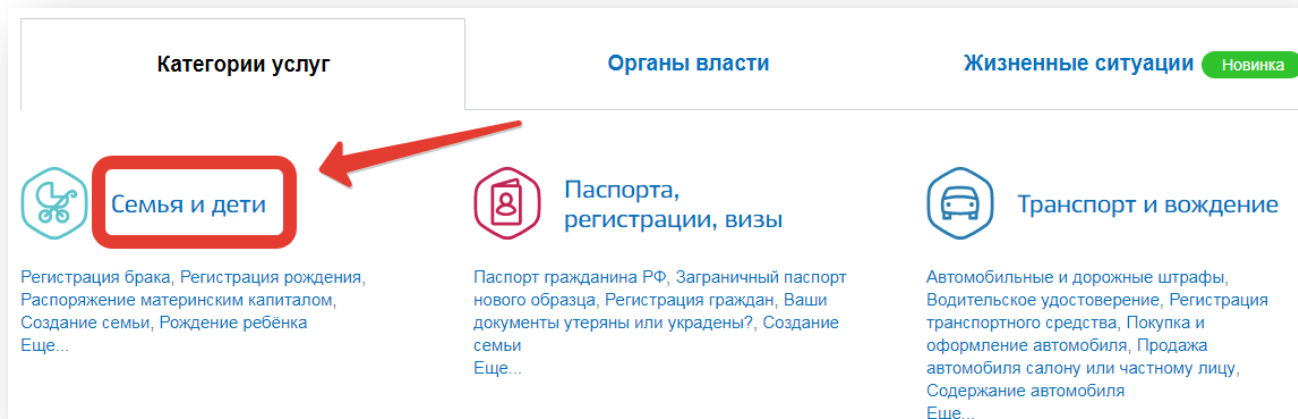 Категории услуг
Органы власти
Жизненные ситуации Новинка
Семья и дети
Регистрация брака, Регистрация рождения,
Распоряжение материнским капиталом,
Создание семьи, Рождение ребёнка
Еще...
Паспорта,
регистрации, визы
Паспорт гражданина РФ, Заграничный паспорт
нового образца, Регистрация граждан, Ваши
документы утеряны или украдены?, Создание
семьи
Еще...
Транспорт и вождение
Автомобильные и дорожные штрафы,
Водительское удостоверение, Регистрация
транспортного средства, Покупка и
оформление автомобиля, Продажа
автомобиля салону или частному лицу,
Содержание автомобиля
Еще...